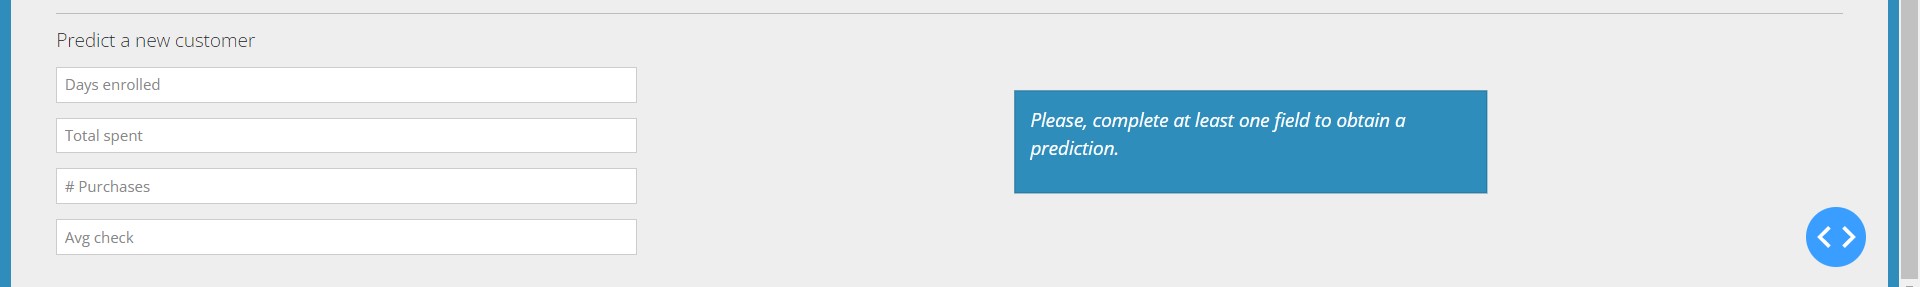 Predict a new customer
Days enrolled
Total spent
# Purchases
Avg check
Please, complete at least one field to obtain a
prediction.